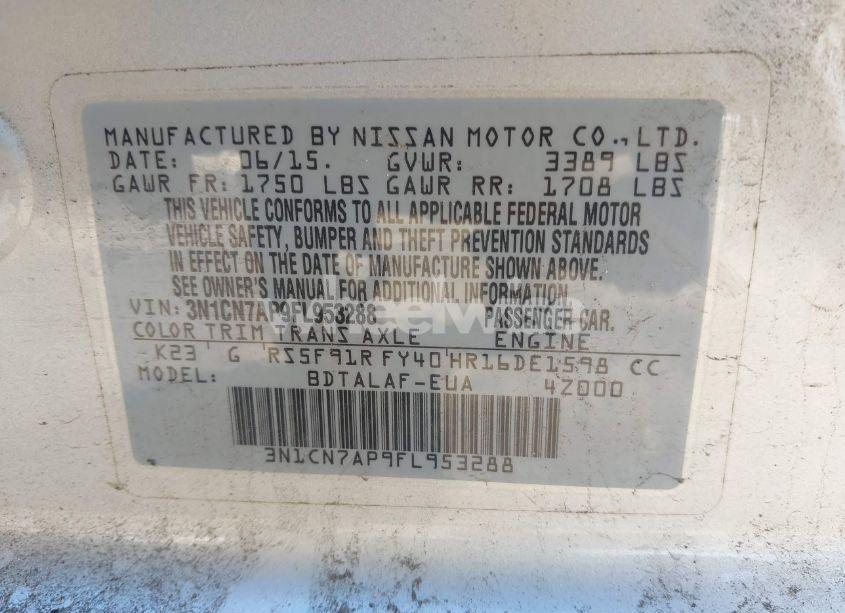 MANUFACTURED BY NISSAN MOTOR CO., LTD.
DATE: 06/15. GVWR: 3389 LBS
GAWR FR: 1750 LBS GAWR RR: 1708 LBS
THIS VEHICLE CONFORMS TO ALL APPLICABLE FEDERAL MOTOR
VEHICLE SAFETY, BUMPER AND THEFT PREVENTION STANDARDS
IN EFFECT ON THE DATE OF MANUFACTURE SHOWN ABOVE.
SEE OWNER'S MANUAL FOR ADDITIONAL INFORMATION.
VIN: 3N1CN7AP9FL953288 PASSENGER CAR.
COLOR TRIM TRANS AXLE ENGINE
K23 ' G ' RS5F91R FY40 ' HR16DE1598 CC
MODEL: BDTALAF-EUA 4Z000
3N1CN7AP9FL953288